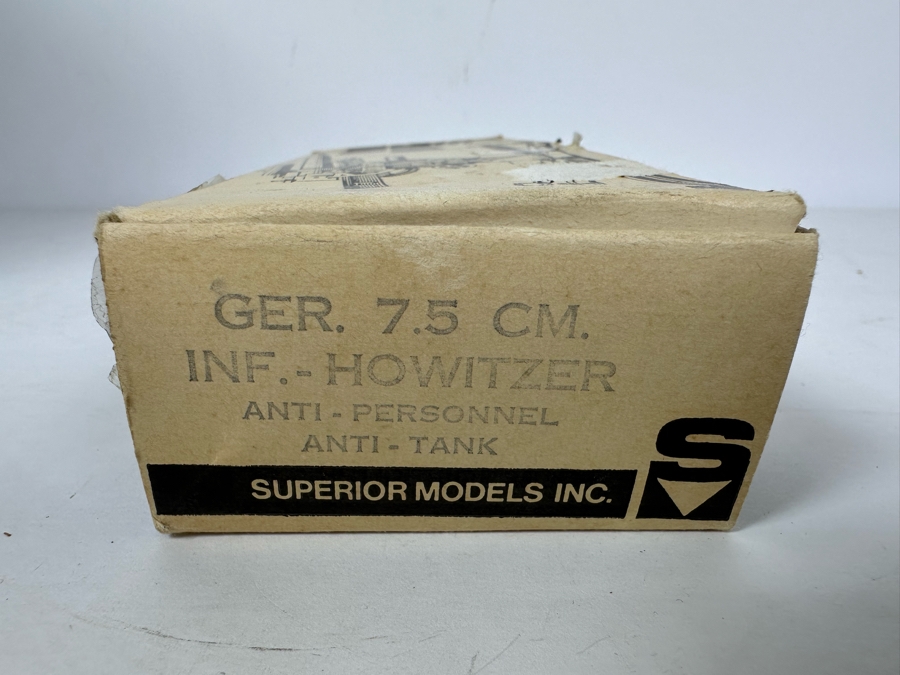 GER. 7.5 CM.
INF.-HOWITZER
ANTI-PERSONNEL
ANTI-TANK
SUPERIOR MODELS INC.
S